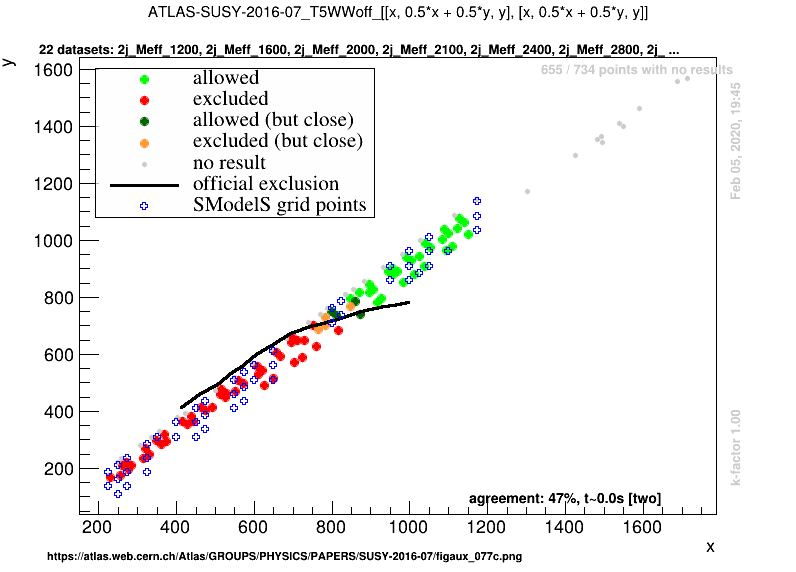 ATLAS-SUSY-2016-07_T5WWoff_[[x, 0.5*x + 0.5*y, y], [x, 0.5*x + 0.5*y, y]]
22 datasets: 2j_Meff_1200, 2j_Meff_1600, 2j_Meff_2000, 2j_Meff_2100, 2j_Meff_2400, 2j_Meff_2800, 2j_ ...
y
655 / 734 points with no results
allowed
excluded
allowed (but close)
excluded (but close)
no result
official exclusion
SModelS grid points
1600
1400
1200
1000
800
600
400
200
Feb 05, 2020, 19:45
k-factor 1.00
agreement: 47%, t~0.0s [two]
200 400 600 800 1000 1200 1400 1600
x
https://atlas.web.cern.ch/Atlas/GROUPS/PHYSICS/PAPERS/SUSY-2016-07/figaux_077c.png